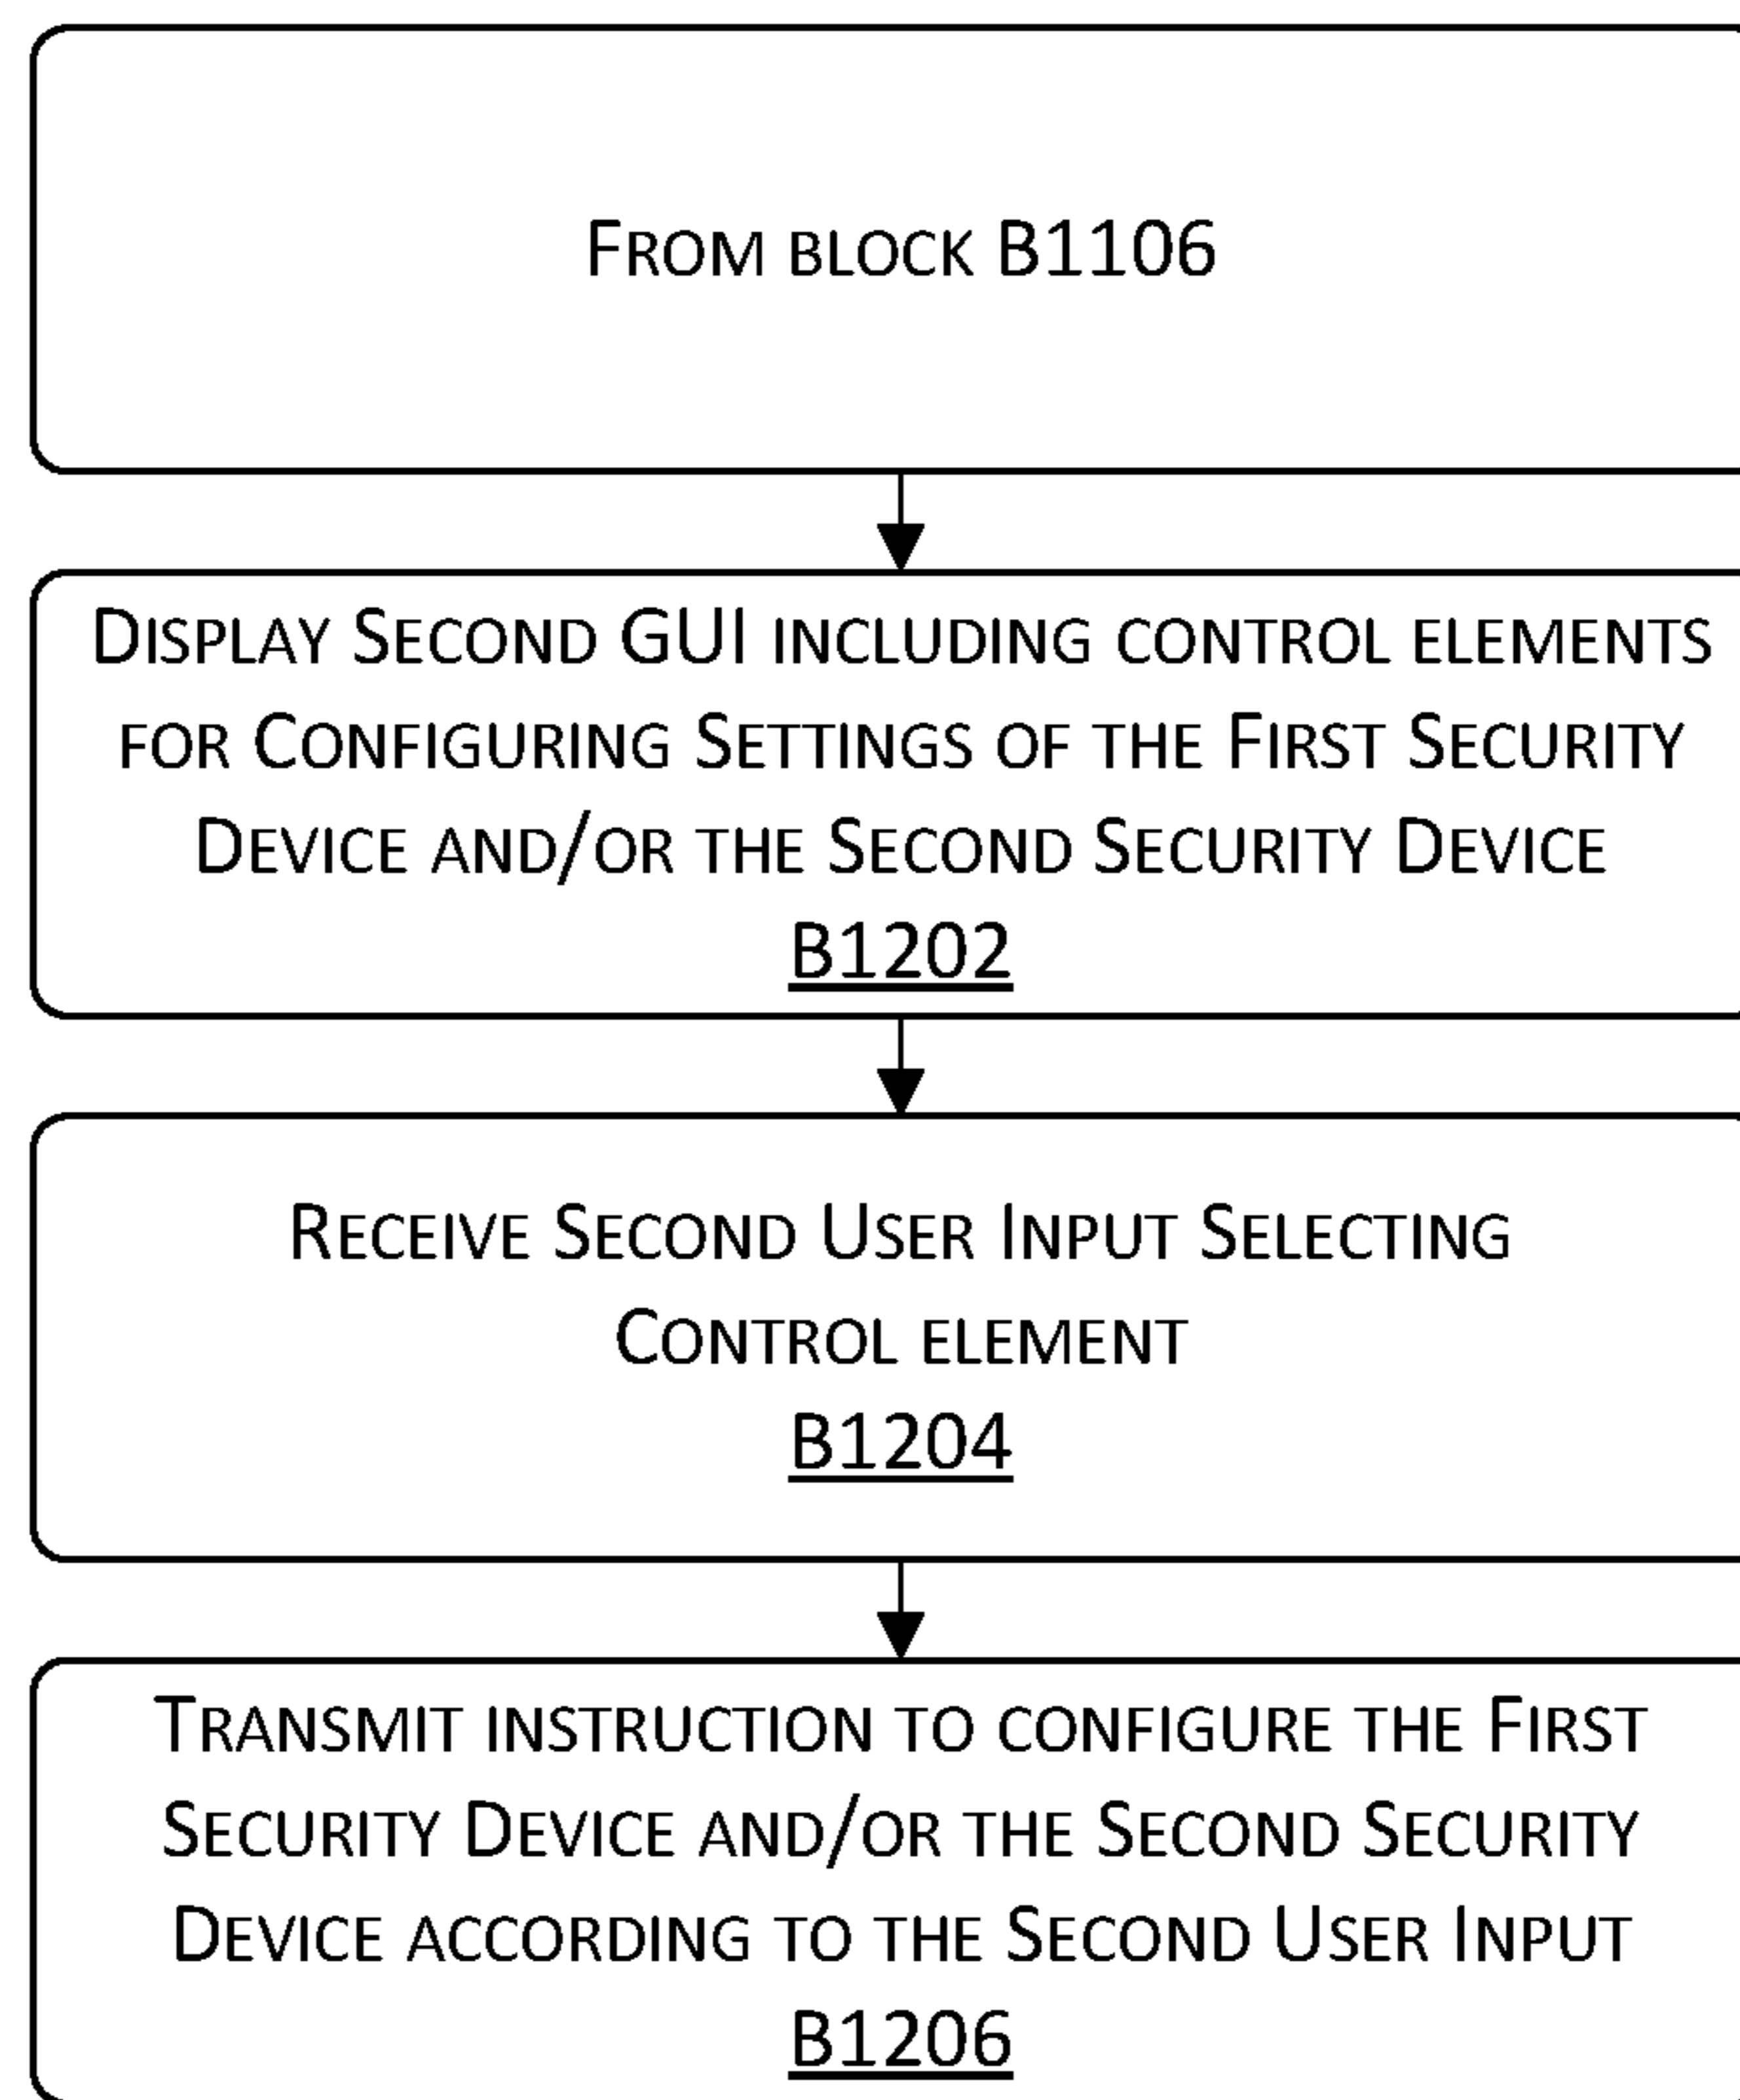 From block B1106
Display Second GUI including control elements
for Configuring Settings of the First Security
Device and/or the Second Security Device
B1202
Receive Second User Input Selecting
Control element
B1204
Transmit instruction to configure the First
Security Device and/or the Second Security
Device according to the Second User Input
B1206